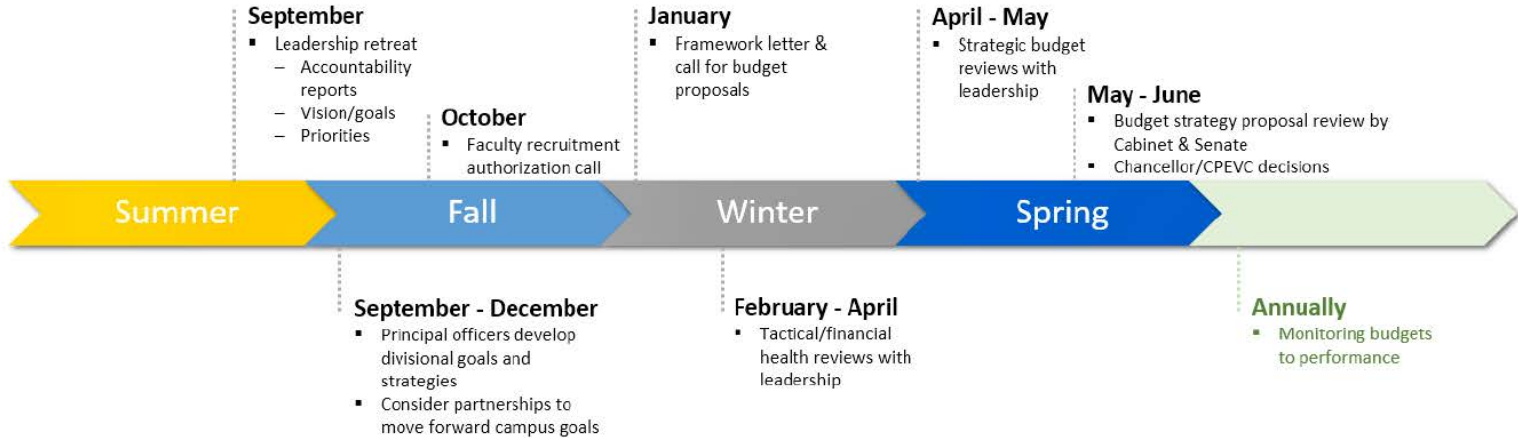 September
▪ Leadership retreat
– Accountability
reports
– Vision/goals
– Priorities
October
▪ Faculty recruitment
authorization call
January
▪ Framework letter &
call for budget
proposals
April - May
▪ Strategic budget
reviews with
leadership
May - June
▪ Budget strategy proposal review by
Cabinet & Senate
▪ Chancellor/CPEVC decisions
Summer
Fall
Winter
Spring
September - December
▪ Principal officers develop
divisional goals and
strategies
▪ Consider partnerships to
move forward campus goals
February - April
▪ Tactical/financial
health reviews with
leadership
Annually
▪ Monitoring budgets
to performance